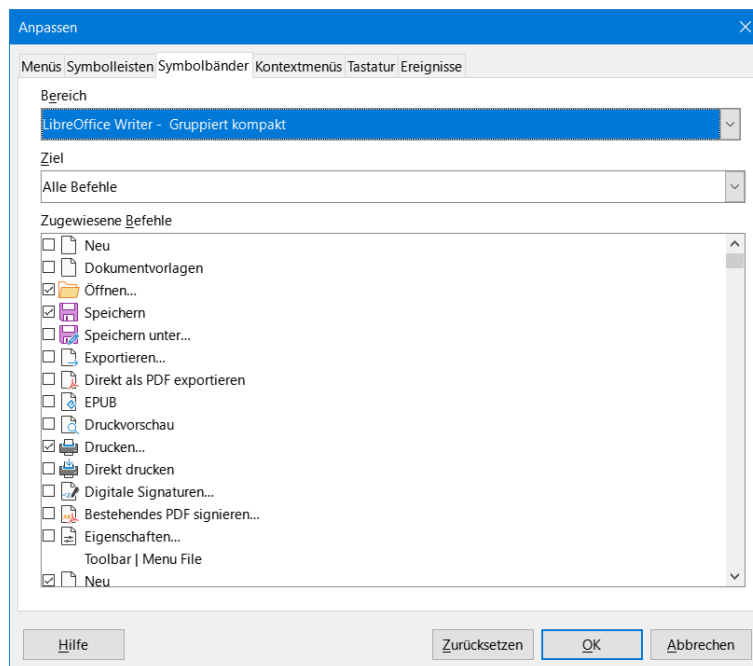 Anpassen
Menüs Symbolleisten Symbolbänder Kontextmenüs Tastatur Ereignisse
Bereich
LibreOffice Writer -  Gruppiert kompakt
Ziel
Alle Befehle
Zugewiesene Befehle
Neu
Dokumentvorlagen
Öffnen...
Speichern
Speichern unter...
Exportieren...
Direkt als PDF exportieren
EPUB
Druckvorschau
Drucken...
Direkt drucken
Digitale Signaturen...
Bestehendes PDF signieren...
Eigenschaften...
Toolbar | Menu File
Neu
Hilfe Zurücksetzen OK Abbrechen